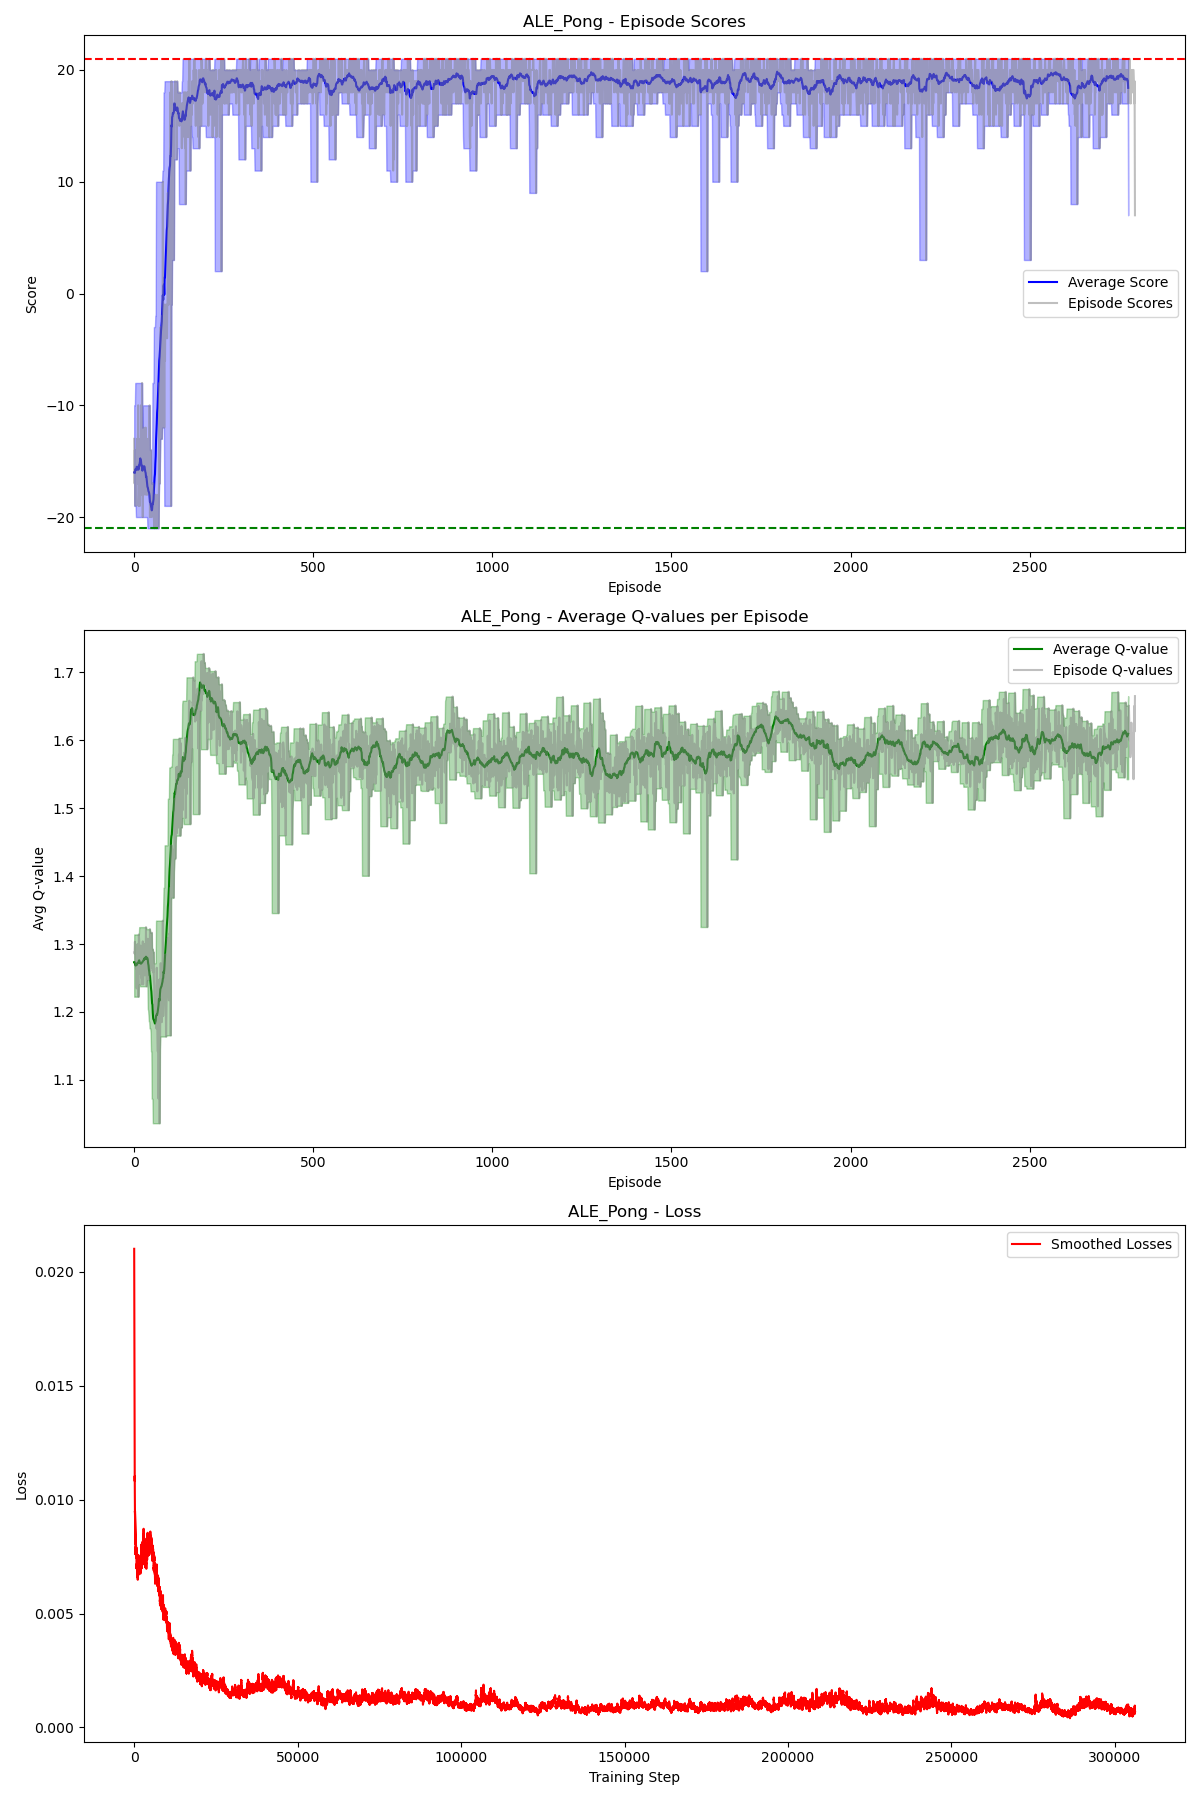 ALE_Pong - Episode Scores
20
10
0
−10
−20
Score
Average Score
Episode Scores
0
500
1000
1500
2000
2500
Episode
ALE_Pong - Average Q-values per Episode
1.7
1.6
1.5
1.4
1.3
1.2
1.1
Avg Q-value
Average Q-value
Episode Q-values
0
500
1000
1500
2000
2500
Episode
ALE_Pong - Loss
0.020
0.015
0.010
0.005
0.000
Loss
Smoothed Losses
0
50000
100000
150000
200000
250000
300000
Training Step